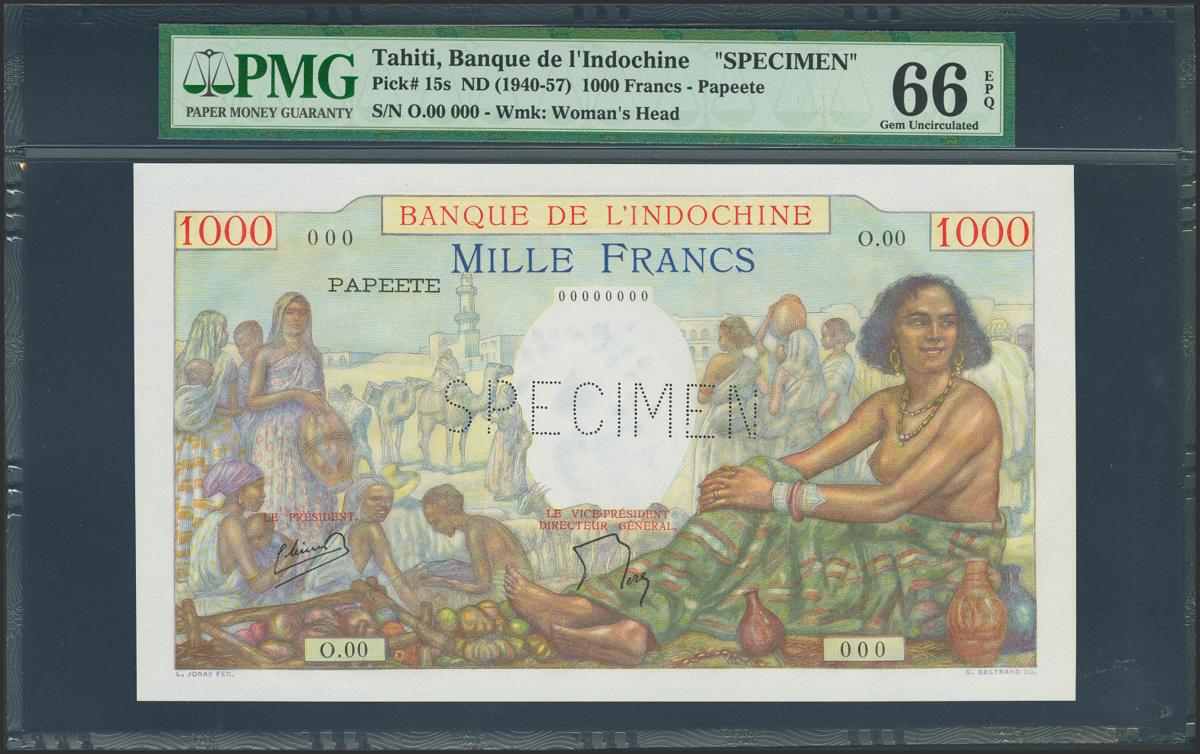 PMG
PAPER MONEY GUARANTY
Tahiti, Banque de l'Indochine "SPECIMEN"
Pick# 15s ND (1940-57) 1000 Francs - Papeete
S/N O.00 000 - Wmk: Woman's Head
66 EPQ
Gem Uncirculated
BANQUE DE L'INDOCHINE
1000 000 O.00 1000
MILLE FRANCS
PAPEETE
00000000
SPECIMEN
LE PRÉSIDENT,
LE VICE-PRÉSIDENT
DIRECTEUR GÉNÉRAL,
O.00 000
L. JONAS FEC.